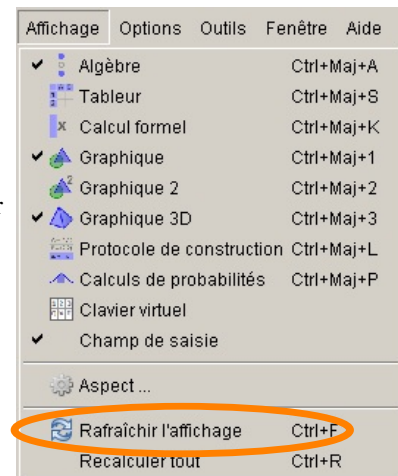 Affichage Options Outils Fenêtre Aide
Algèbre Ctrl+Maj+A
Tableur Ctrl+Maj+S
Calcul formel Ctrl+Maj+K
Graphique Ctrl+Maj+1
Graphique 2 Ctrl+Maj+2
Graphique 3D Ctrl+Maj+3
Protocole de construction Ctrl+Maj+L
Calculs de probabilités Ctrl+Maj+P
Clavier virtuel
Champ de saisie
Aspect ...
Rafraîchir l'affichage Ctrl+F
Recalculer tout Ctrl+R